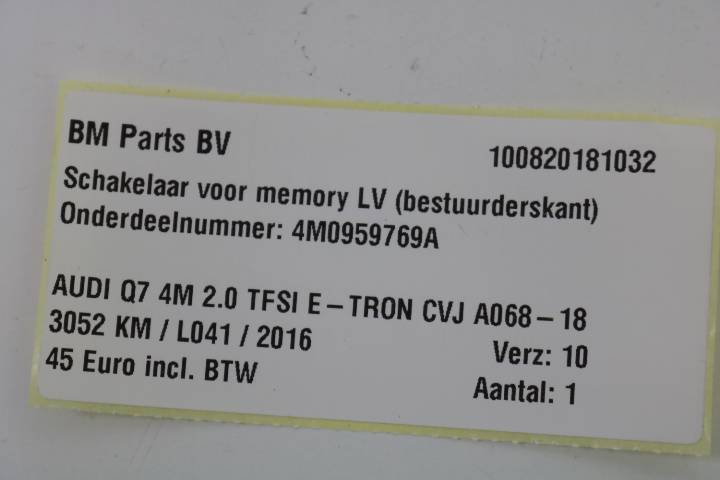 BM Parts BV 100820181032
Schakelaar voor memory LV (bestuurderskant)
Onderdeelnummer: 4M0959769A
AUDI Q7 4M 2.0 TFSI E-TRON CVJ A068-18
3052 KM / L041 / 2016 Verz: 10
45 Euro incl. BTW Aantal: 1